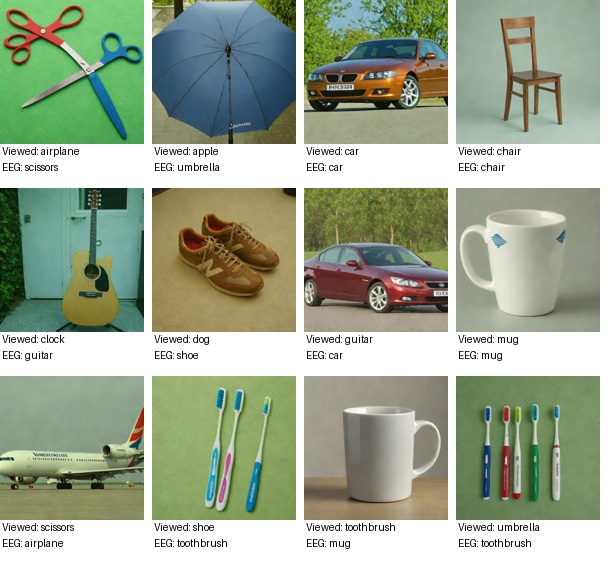 Viewed: airplane
EEG: scissors
Viewed: apple
EEG: umbrella
Viewed: car
EEG: car
Viewed: chair
EEG: chair
Viewed: clock
EEG: guitar
Viewed: dog
EEG: shoe
Viewed: guitar
EEG: car
Viewed: mug
EEG: mug
Viewed: scissors
EEG: airplane
Viewed: shoe
EEG: toothbrush
Viewed: toothbrush
EEG: mug
Viewed: umbrella
EEG: toothbrush